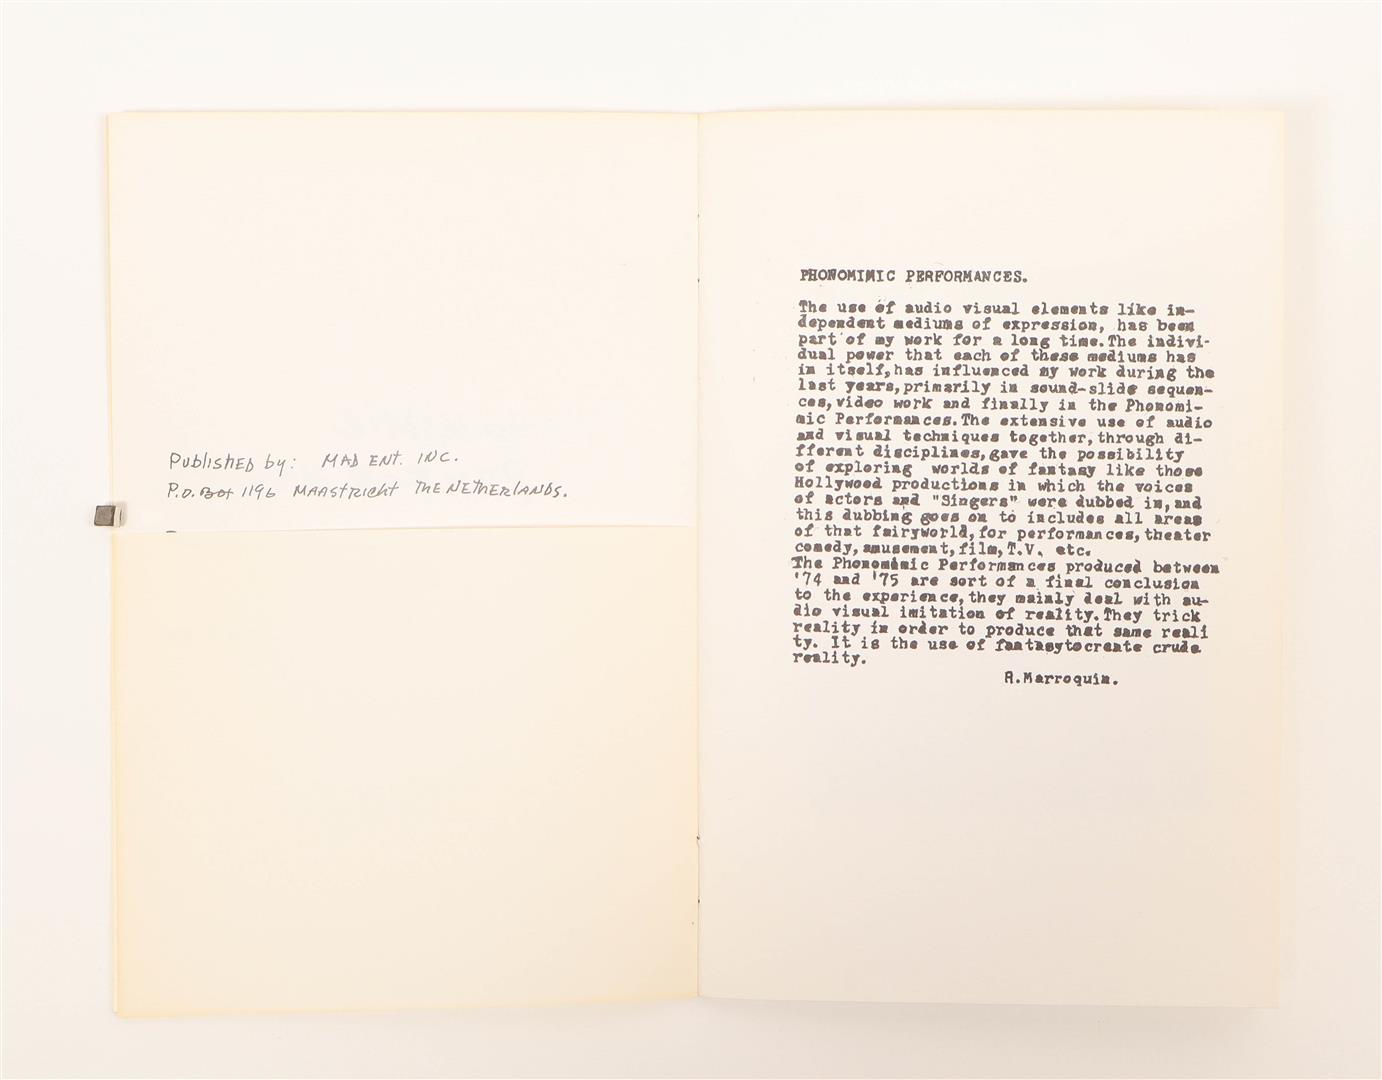 Published by: MAD ENT. INC.
P.O. Box 1196 MAASTRICHT THE NETHERLANDS.
PHONOMIMIC PERFORMANCES.
The use of audio visual elements like in-
dependent mediums of expression, has been
part of my work for a long time.The indivi-
dual power that each of these mediums has
in itself,has influenced my work during the
last years,primarily in sound-slide sequen-
ces,video work and finally in the Phonomi-
mic Performances.The extensive use of audio
and visual techniques together,through di-
fferent disciplines,gave the possibility
of exploring worlds of fantasy like those
Hollywood productions in which the voices
of actors and "Singers" were dubbed in,and
this dubbing goes on to includes all areas
of that fairyworld,for performances,theater
comedy,amusement,film,T.V. etc.
The Phonomimic Performances produced between
'74 and '75 are sort of a final conclusion
to the experience,they mainly deal with au-
dio visual imitation of reality.They trick
reality in order to produce that same reali
ty. It is the use of fantasytocreate crude
reality.
R.Marroquin.